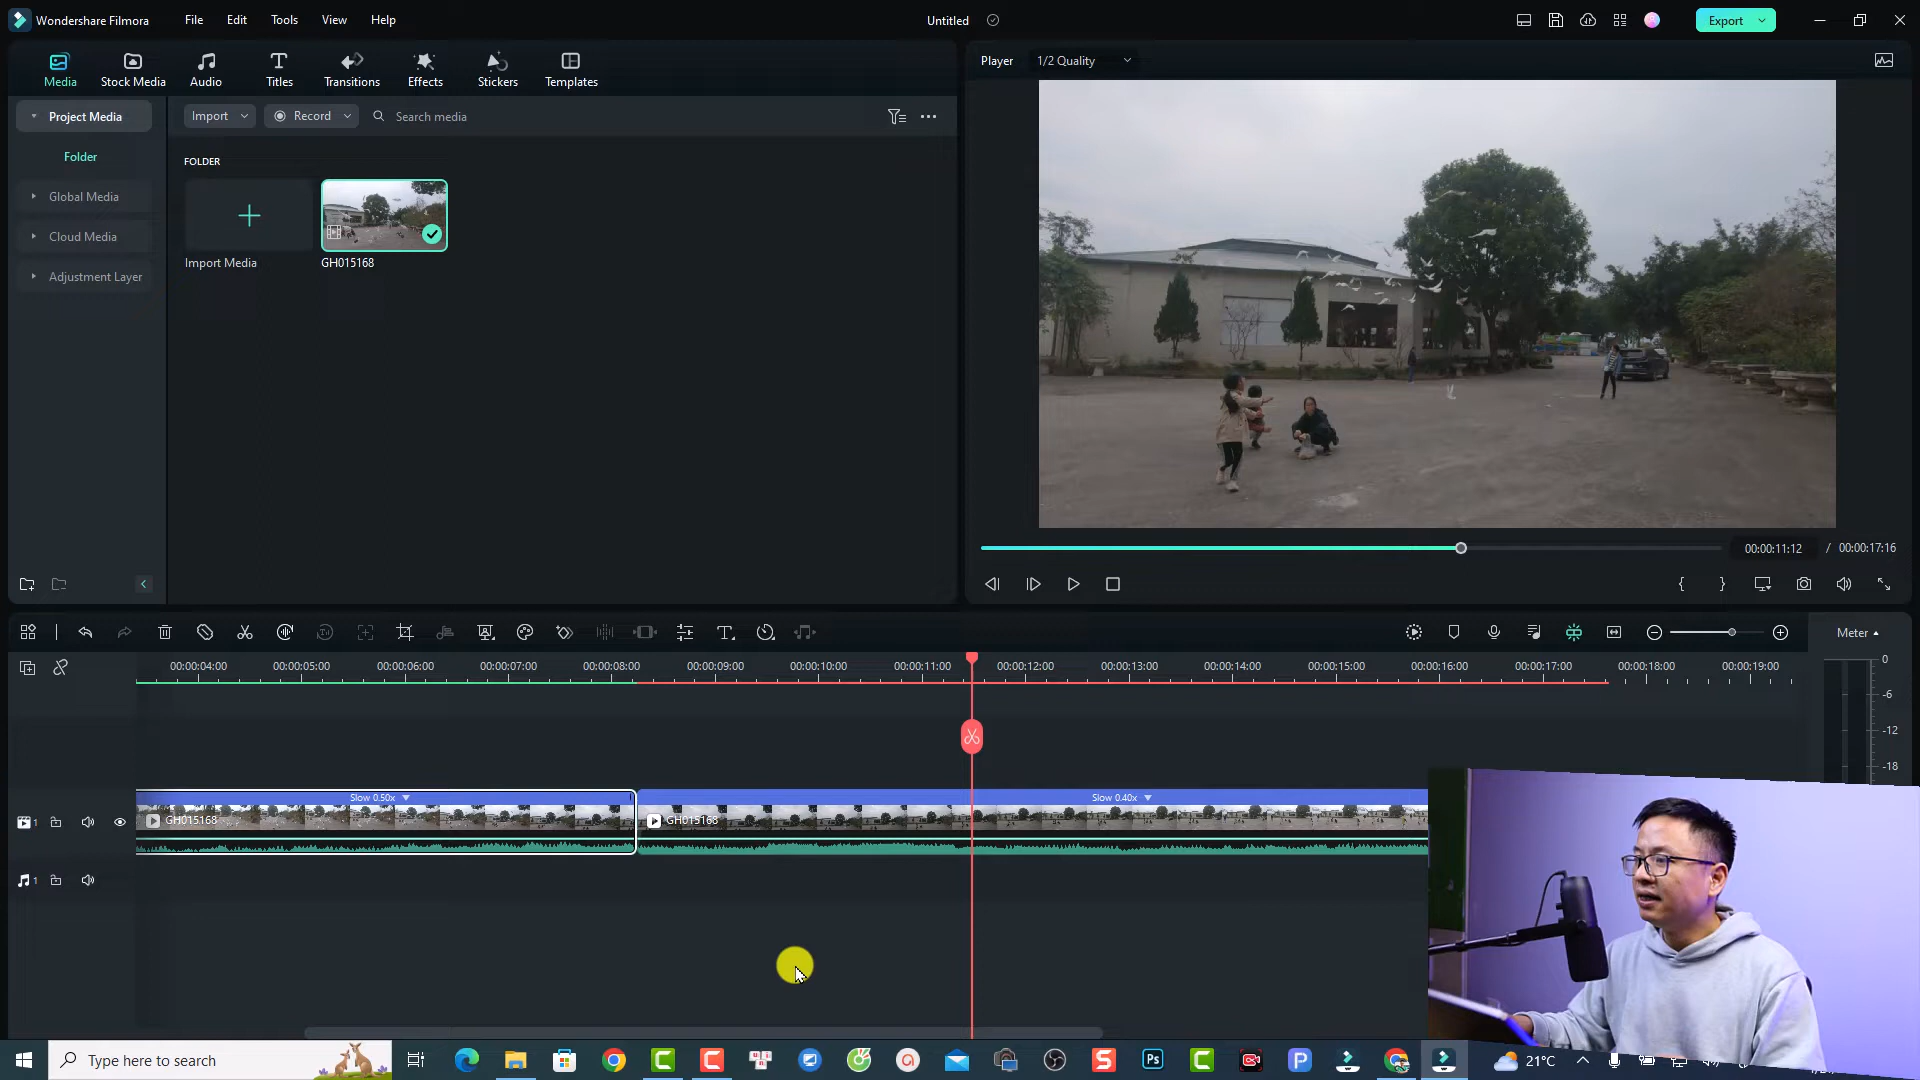 Wondershare Filmora
File
Edit
Tools
View
Help
Untitled
Export
Media
Stock Media
Audio
Titles
Transitions
Effects
Stickers
Templates
Player
1/2 Quality
Project Media
Folder
Global Media
Cloud Media
Adjustment Layer
Import
Record
Search media
FOLDER
Import Media
GH015168
00:00:11:12 / 00:00:17:16
Meter
00:00:04:00
00:00:05:00
00:00:06:00
00:00:07:00
00:00:08:00
00:00:09:00
00:00:10:00
00:00:11:00
00:00:12:00
00:00:13:00
00:00:14:00
00:00:15:00
00:00:16:00
00:00:17:00
00:00:18:00
00:00:19:00
0
-6
-12
-18
Slow 0.50x
Slow 0.40x
GH015168
GH015168
1
1
Type here to search
Ps
21°C